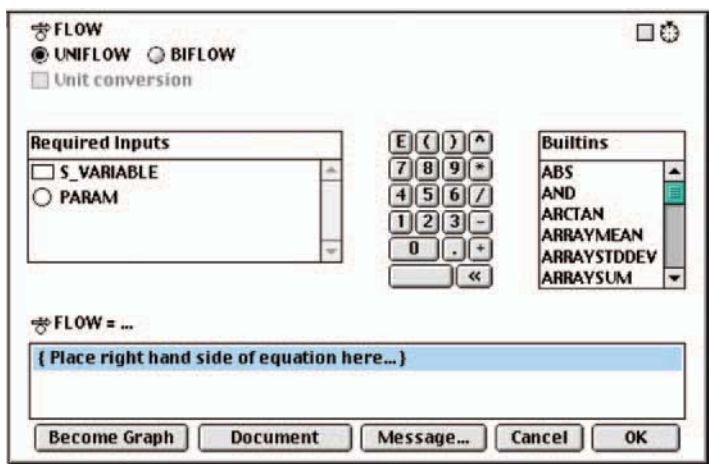 FLOW
UNIFLOW BIFLOW
Unit conversion
Required Inputs
S_VARIABLE
PARAM
E ( ) ^
7 8 9 *
4 5 6 /
1 2 3 -
0 . +
«
Builtins
ABS
AND
ARCTAN
ARRAYMEAN
ARRAYSTDDEV
ARRAYSUM
FLOW = ...
{ Place right hand side of equation here... }
Become Graph Document Message... Cancel OK